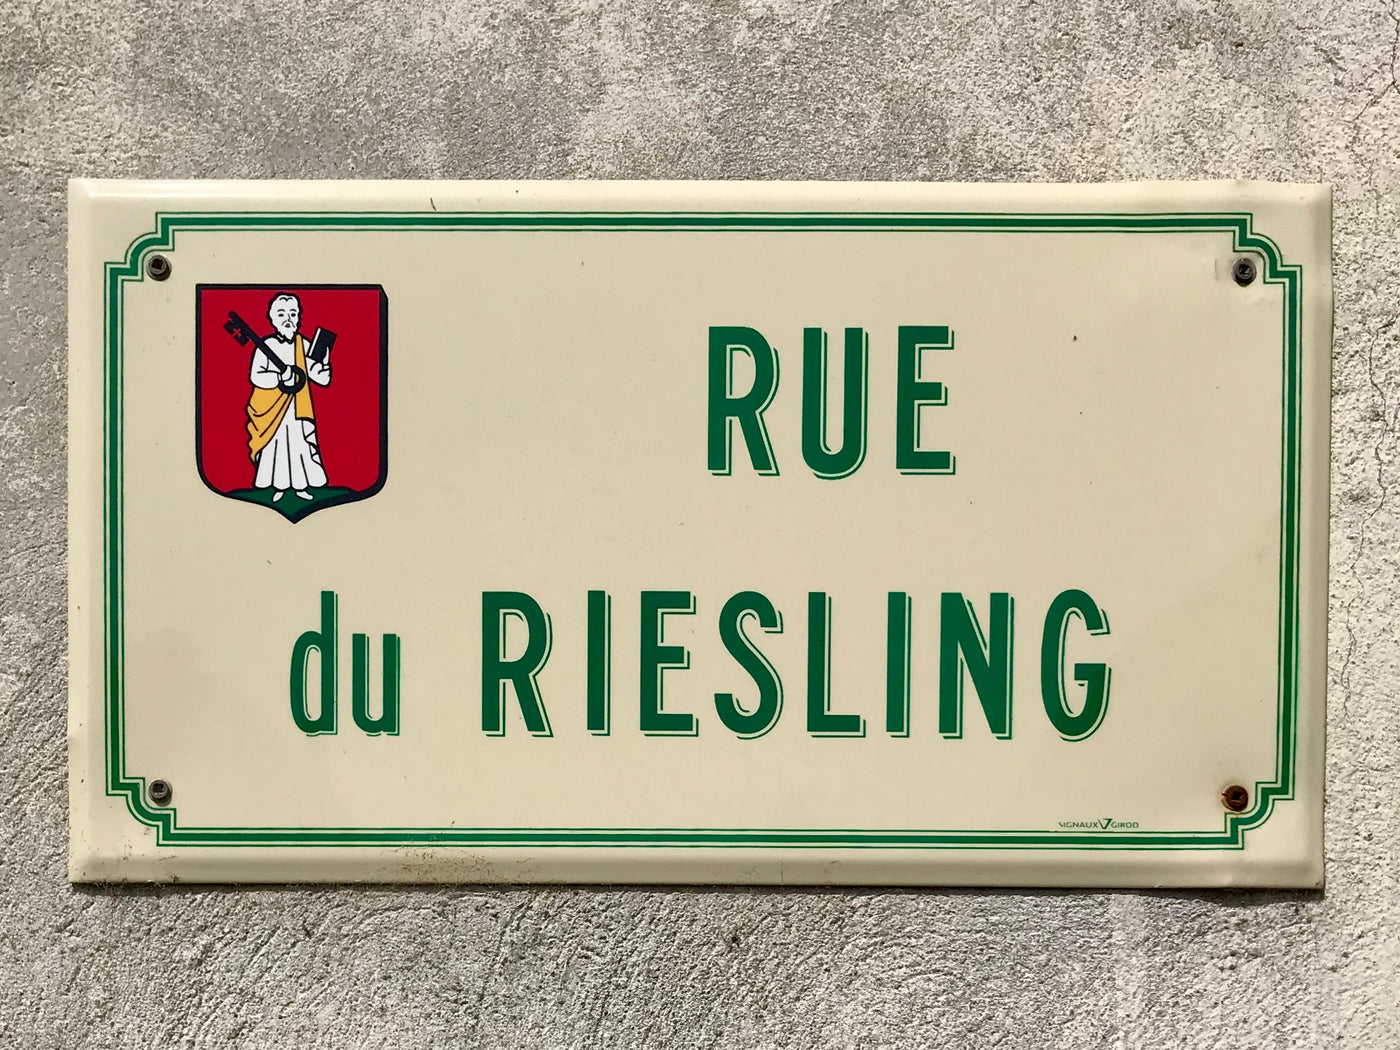 RUE
du RIESLING
SIGNAUX GIROD